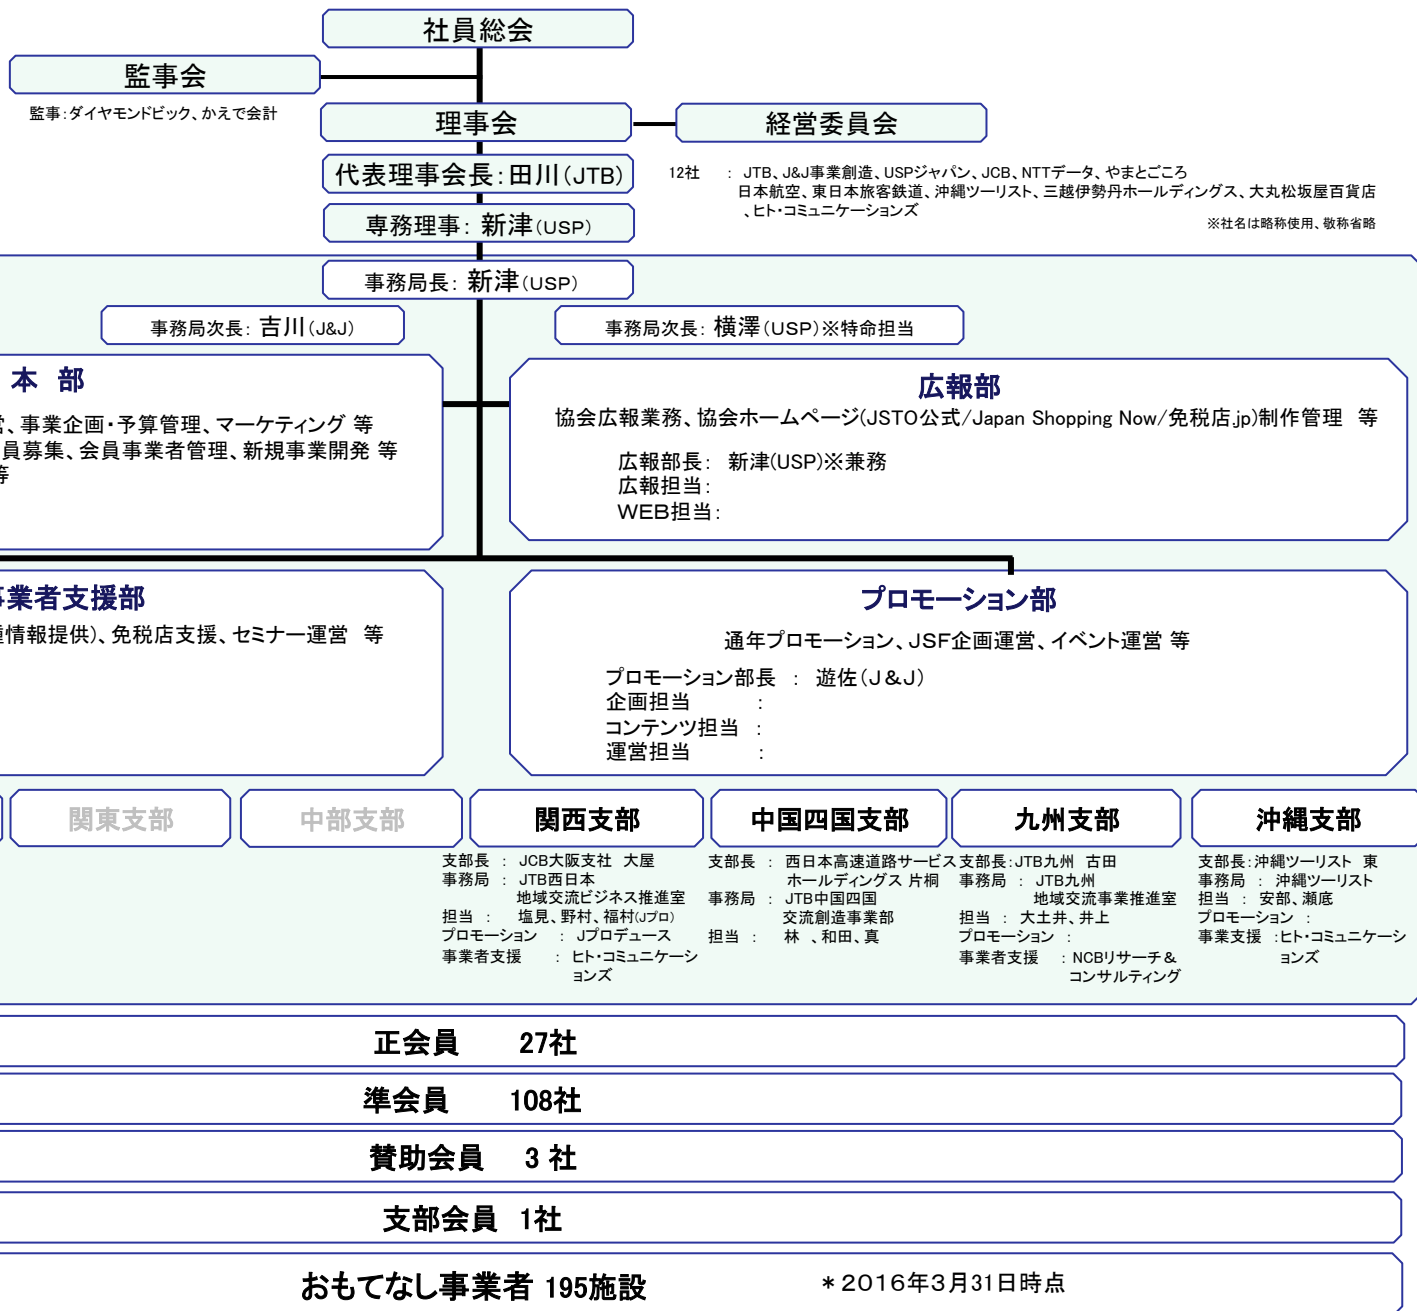 社員総会
監事会
監事：ダイヤモンドビック、かえで会計
理事会
経営委員会
代表理事会長：田川（JTB）
12社　：　JTB、J&J事業創造、USPジャパン、JCB、NTTデータ、やまとごころ
日本航空、東日本旅客鉄道、沖縄ツーリスト、三越伊勢丹ホールディングス、大丸松坂屋百貨店
、ヒト・コミュニケーションズ
※社名は略称使用、敬称省略
専務理事：新津（USP）
事務局長：新津（USP）
事務局次長：吉川（J&J）
事務局次長：横澤（USP）※特命担当
本　部
営、事業企画・予算管理、マーケティング 等
員募集、会員事業者管理、新規事業開発 等
等
広報部
協会広報業務、協会ホームページ(JSTO公式/Japan Shopping Now/免税店.jp)制作管理　等
広報部長：　新津(USP)※兼務
広報担当：
WEB担当：
事業者支援部
種情報提供）、免税店支援、セミナー運営　等
プロモーション部
通年プロモーション、JSF企画運営、イベント運営 等
プロモーション部長　：　遊佐（J＆J）
企画担当　　　：
コンテンツ担当　：
運営担当　　　：
関東支部
中部支部
関西支部
支部長　：　JCB大阪支社　大屋
事務局　：　JTB西日本
地域交流ビジネス推進室
担当　：　塩見、野村、福村(Jプロ)
プロモーション　：　Jプロデュース
事業者支援　　：　ヒト・コミュニケーシ
ョンズ
中国四国支部
支部長　：　西日本高速道路サービス
ホールディングス 片桐
事務局　：　JTB中国四国
交流創造事業部
担当　：　林　、和田、真
九州支部
支部長：JTB九州　古田
事務局　：　JTB九州
地域交流事業推進室
担当　：　大土井、井上
プロモーション　：
事業者支援　：NCBリサーチ＆
コンサルティング
沖縄支部
支部長：沖縄ツーリスト　東
事務局　：　沖縄ツーリスト
担当　：　安部、瀬底
プロモーション　：
事業支援　：ヒト・コミュニケーシ
ョンズ
正会員　　27社
準会員　　108社
賛助会員　3 社
支部会員　1社
おもてなし事業者 195施設
＊2016年3月31日時点